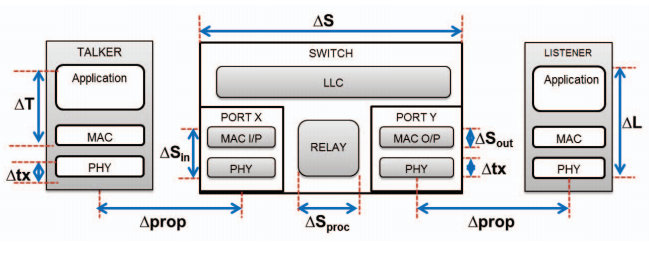 ΔS
TALKER
Application
ΔT
MAC
Δtx
PHY
SWITCH
LLC
PORT X
MAC I/P
ΔSin
PHY
RELAY
PORT Y
MAC O/P
ΔSout
PHY
Δtx
LISTENER
Application
ΔL
MAC
PHY
Δprop
ΔSproc
Δprop